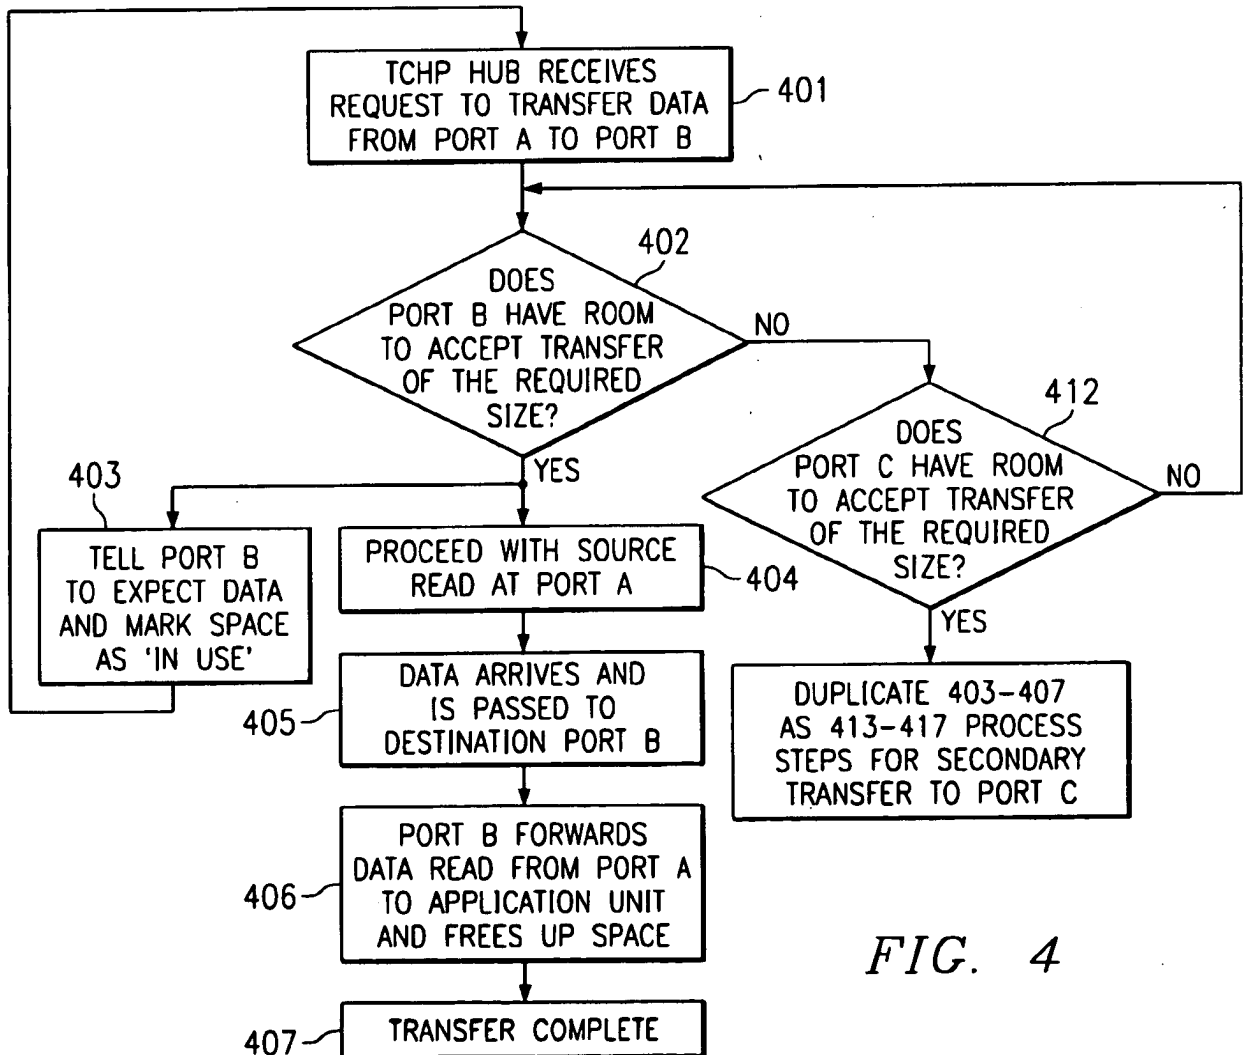 TCHP HUB RECEIVES
REQUEST TO TRANSFER DATA
FROM PORT A TO PORT B
401
402
DOES
PORT B HAVE ROOM
TO ACCEPT TRANSFER
OF THE REQUIRED
SIZE?
NO
YES
412
DOES
PORT C HAVE ROOM
TO ACCEPT TRANSFER
OF THE REQUIRED
SIZE?
NO
YES
403
TELL PORT B
TO EXPECT DATA
AND MARK SPACE
AS 'IN USE'
PROCEED WITH SOURCE
READ AT PORT A
404
DATA ARRIVES AND
IS PASSED TO
DESTINATION PORT B
405
DUPLICATE 403-407
AS 413-417 PROCESS
STEPS FOR SECONDARY
TRANSFER TO PORT C
PORT B FORWARDS
DATA READ FROM PORT A
TO APPLICATION UNIT
AND FREES UP SPACE
406
TRANSFER COMPLETE
407
FIG. 4